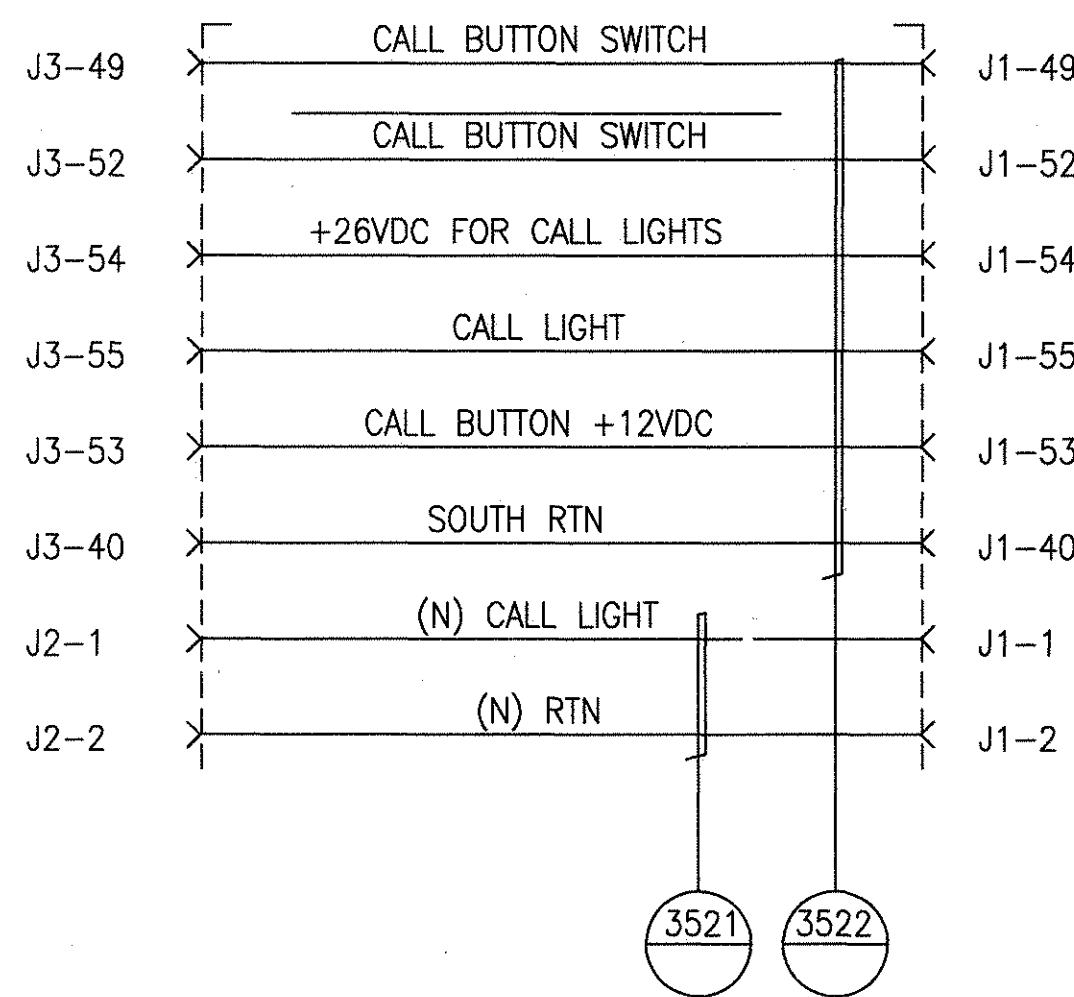 CALL BUTTON SWITCH
J3-49 J1-49
CALL BUTTON SWITCH
J3-52 J1-52
+26VDC FOR CALL LIGHTS
J3-54 J1-54
CALL LIGHT
J3-55 J1-55
CALL BUTTON +12VDC
J3-53 J1-53
SOUTH RTN
J3-40 J1-40
(N) CALL LIGHT
J2-1 J1-1
(N) RTN
J2-2 J1-2
3521 3522